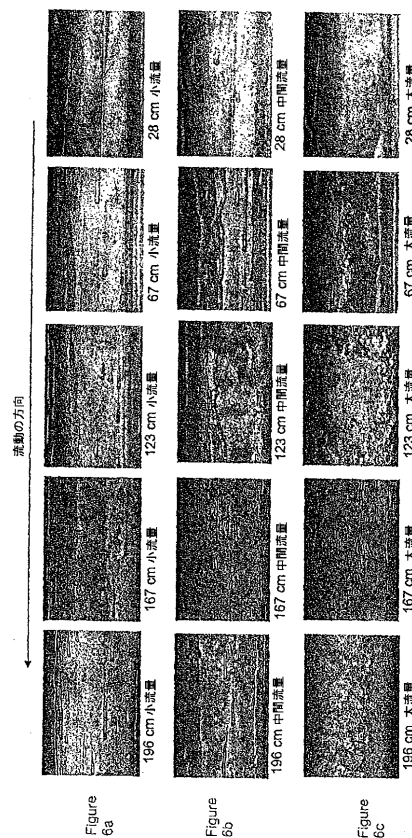 流動の方向
Figure
6a
196 cm 小流量
167 cm 小流量
123 cm 小流量
67 cm 小流量
28 cm 小流量
Figure
6b
196 cm 中間流量
167 cm 中間流量
123 cm 中間流量
67 cm 中間流量
28 cm 中間流量
Figure
6c
196 cm 大流量
167 cm 大流量
123 cm 大流量
67 cm 大流量
28 cm 大流量